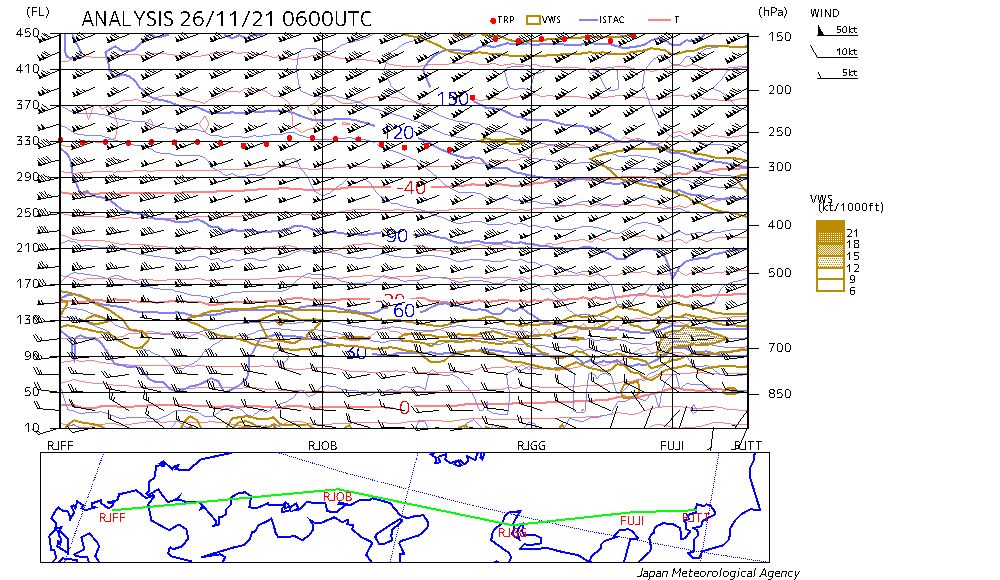 ANALYSIS 26/11/21 0600UTC
TRP VWS ISTAC T
(FL) (hPa)
450 150
410
370 200
330 250
290 300
250 400
210 500
170
130 700
90
50 850
10
150
120
-40
90
60
0
RJFF RJOB RJGG FUJI RJTT
WIND
50kt
10kt
5kt
VWS
(kt/1000ft)
21
18
15
12
9
6
RJOB
RJFF
FUJI
RJTT
Japan Meteorological Agency